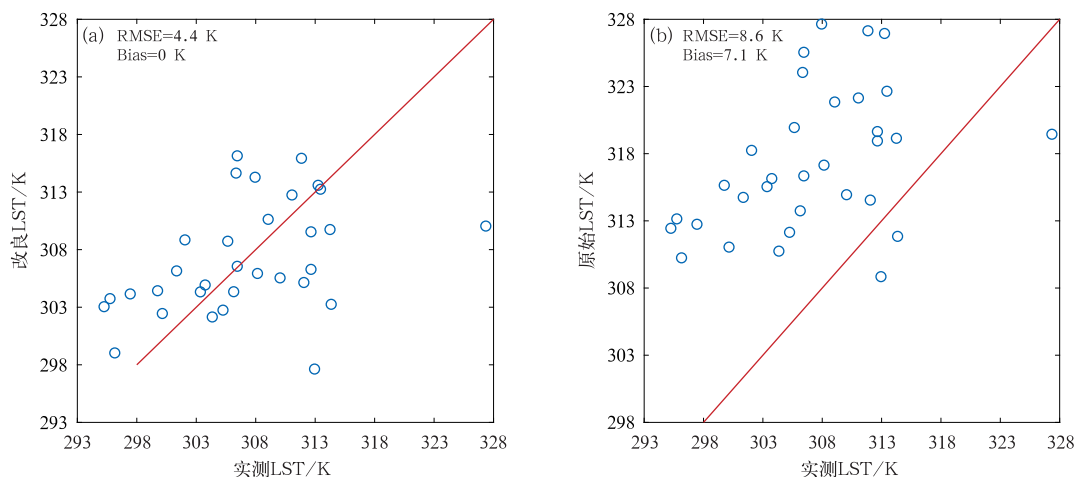 (a) RMSE=4.4 K
Bias=0 K
328
323
318
313
308
303
298
293
改良LST/K
293 298 303 308 313 318 323 328
实测LST/K
(b) RMSE=8.6 K
Bias=7.1 K
328
323
318
313
308
303
298
原始LST/K
293 298 303 308 313 318 323 328
实测LST/K